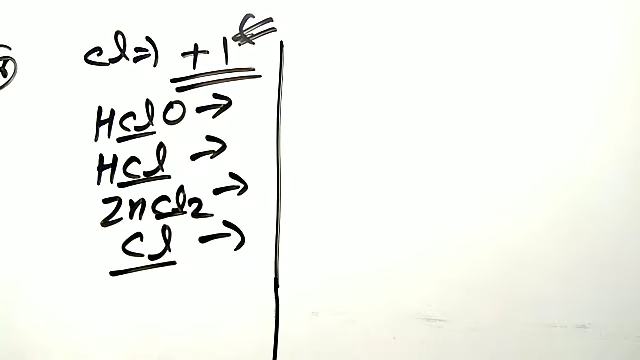 Cl ⇒ +1
HClO →
HCl →
ZnCl2 →
Cl →